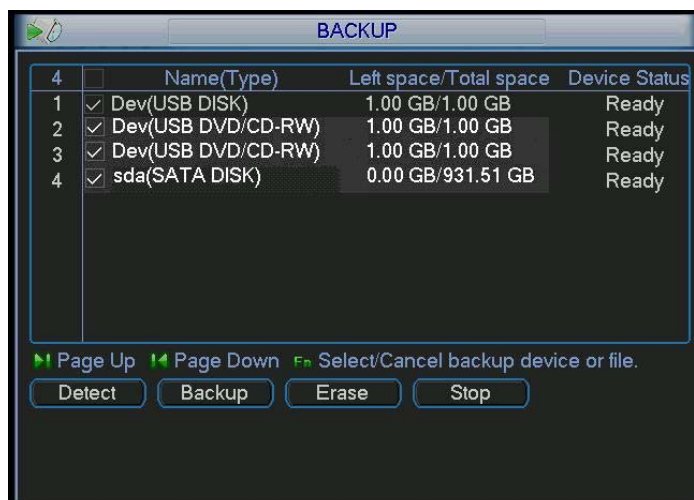 BACKUP
4 Name(Type) Left space/Total space Device Status
1 Dev(USB DISK) 1.00 GB/1.00 GB Ready
2 Dev(USB DVD/CD-RW) 1.00 GB/1.00 GB Ready
3 Dev(USB DVD/CD-RW) 1.00 GB/1.00 GB Ready
4 sda(SATA DISK) 0.00 GB/931.51 GB Ready
Page Up Page Down Fn Select/Cancel backup device or file.
Detect Backup Erase Stop